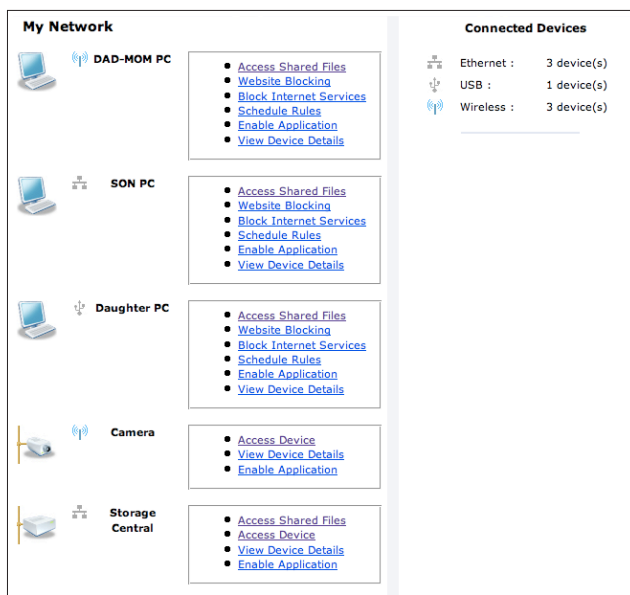 My Network
DAD-MOM PC
Access Shared Files
Website Blocking
Block Internet Services
Schedule Rules
Enable Application
View Device Details
SON PC
Access Shared Files
Website Blocking
Block Internet Services
Schedule Rules
Enable Application
View Device Details
Daughter PC
Access Shared Files
Website Blocking
Block Internet Services
Schedule Rules
Enable Application
View Device Details
Camera
Access Device
View Device Details
Enable Application
Storage
Central
Access Shared Files
Access Device
View Device Details
Enable Application
Connected Devices
Ethernet : 3 device(s)
USB : 1 device(s)
Wireless : 3 device(s)